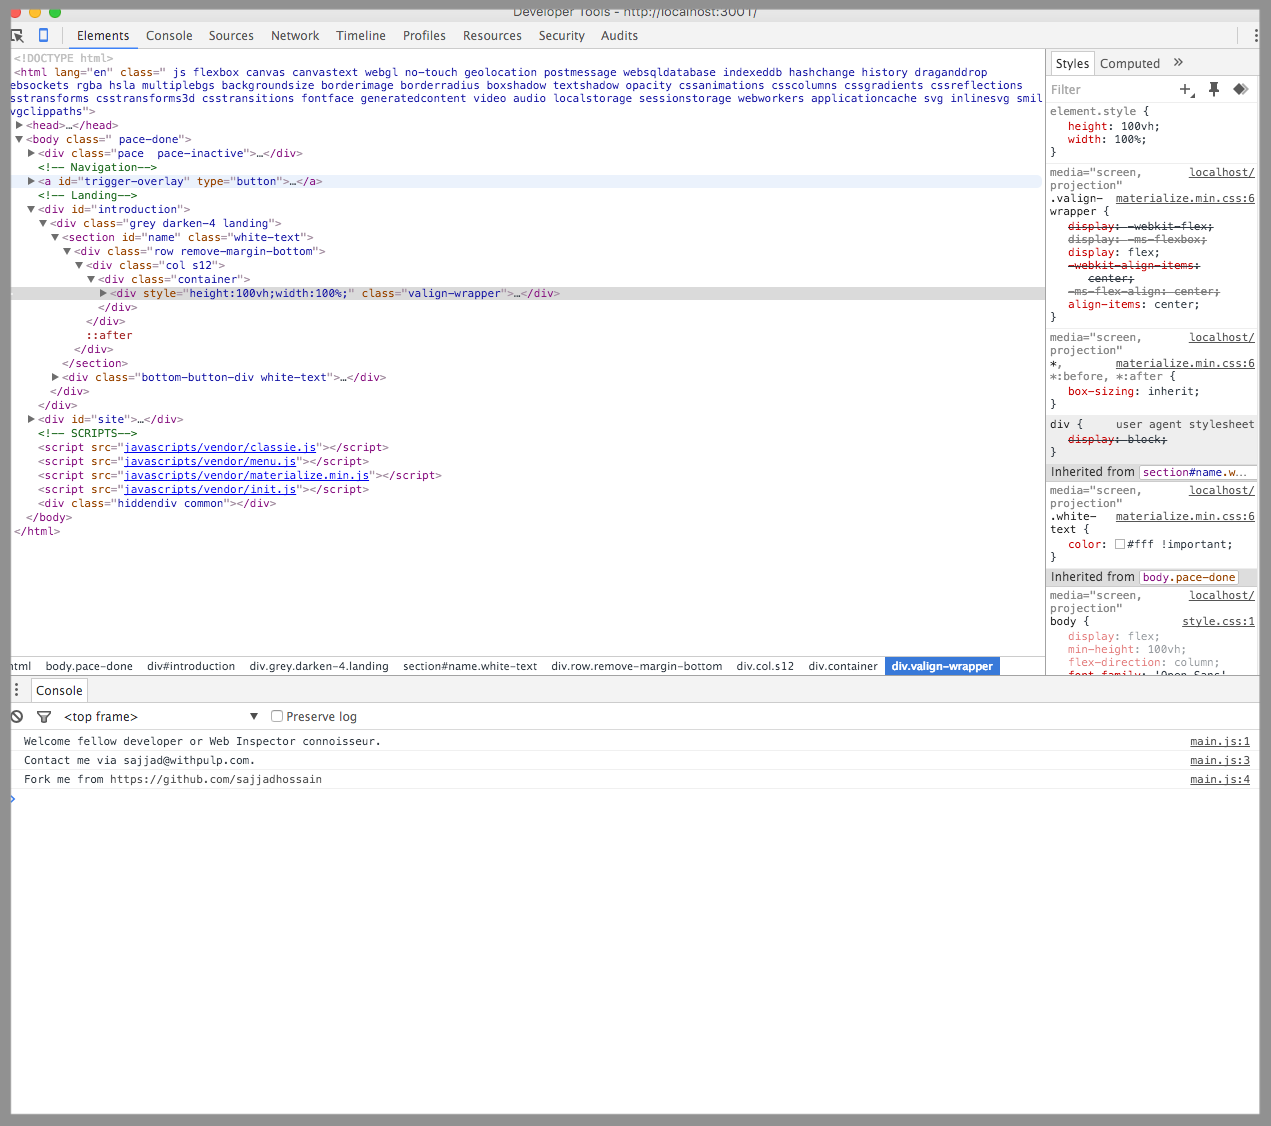 Developer Tools - http://localhost:3001/
Elements Console Sources Network Timeline Profiles Resources Security Audits
<!DOCTYPE html>
<html lang="en" class=" js flexbox canvas canvastext webgl no-touch geolocation postmessage websqldatabase indexeddb hashchange history draganddrop
ebsockets rgba hsla multiplebgs backgroundsize borderimage borderradius boxshadow textshadow opacity cssanimations csscolumns cssgradients cssreflections
sstransforms csstransforms3d csstransitions fontface generatedcontent video audio localstorage sessionstorage webworkers applicationcache svg inlinesvg smil
vgclippaths">
<head>…</head>
<body class=" pace-done">
<div class="pace  pace-inactive">…</div>
<!-- Navigation-->
<a id="trigger-overlay" type="button">…</a>
<!-- Landing-->
<div id="introduction">
<div class="grey darken-4 landing">
<section id="name" class="white-text">
<div class="row remove-margin-bottom">
<div class="col s12">
<div class="container">
<div style="height:100vh;width:100%;" class="valign-wrapper">…</div>
</div>
</div>
::after
</div>
</section>
<div class="bottom-button-div white-text">…</div>
</div>
</div>
<div id="site">…</div>
<!-- SCRIPTS-->
<script src="javascripts/vendor/classie.js"></script>
<script src="javascripts/vendor/menu.js"></script>
<script src="javascripts/vendor/materialize.min.js"></script>
<script src="javascripts/vendor/init.js"></script>
<div class="hiddendiv common"></div>
</body>
</html>
html body.pace-done div#introduction div.grey.darken-4.landing section#name.white-text div.row.remove-margin-bottom div.col.s12 div.container div.valign-wrapper
Styles Computed »
Filter
element.style {
height: 100vh;
width: 100%;
}
media="screen, localhost/
projection"
.valign- materialize.min.css:6
wrapper {
display: -webkit-flex;
display: -ms-flexbox;
display: flex;
-webkit-align-items:
center;
-ms-flex-align: center;
align-items: center;
}
media="screen, localhost/
projection"
*, materialize.min.css:6
*:before, *:after {
box-sizing: inherit;
}
div { user agent stylesheet
display: block;
}
Inherited from section#name.w…
media="screen, localhost/
projection"
.white- materialize.min.css:6
text {
color: #fff !important;
}
Inherited from body.pace-done
media="screen, localhost/
projection"
body { style.css:1
display: flex;
min-height: 100vh;
flex-direction: column;
font-family: 'Open Sans'
Console
<top frame> ▼ Preserve log
Welcome fellow developer or Web Inspector connoisseur. main.js:1
Contact me via sajjad@withpulp.com. main.js:3
Fork me from https://github.com/sajjadhossain main.js:4